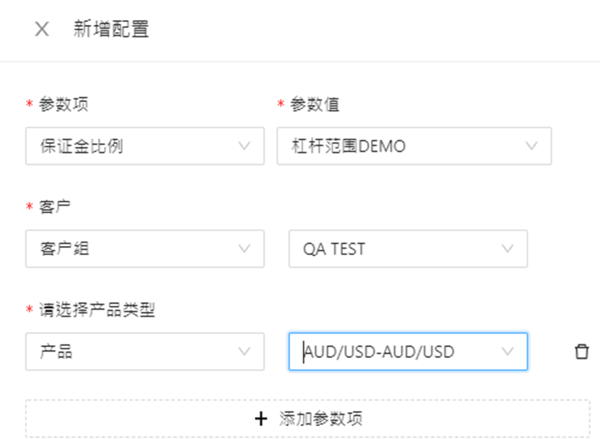 新增配置
* 参数项 * 参数值
保证金比例 杠杆范围DEMO
* 客户
客户組 QA TEST
* 请选择产品类型
产品 AUD/USD-AUD/USD
+ 添加参数项